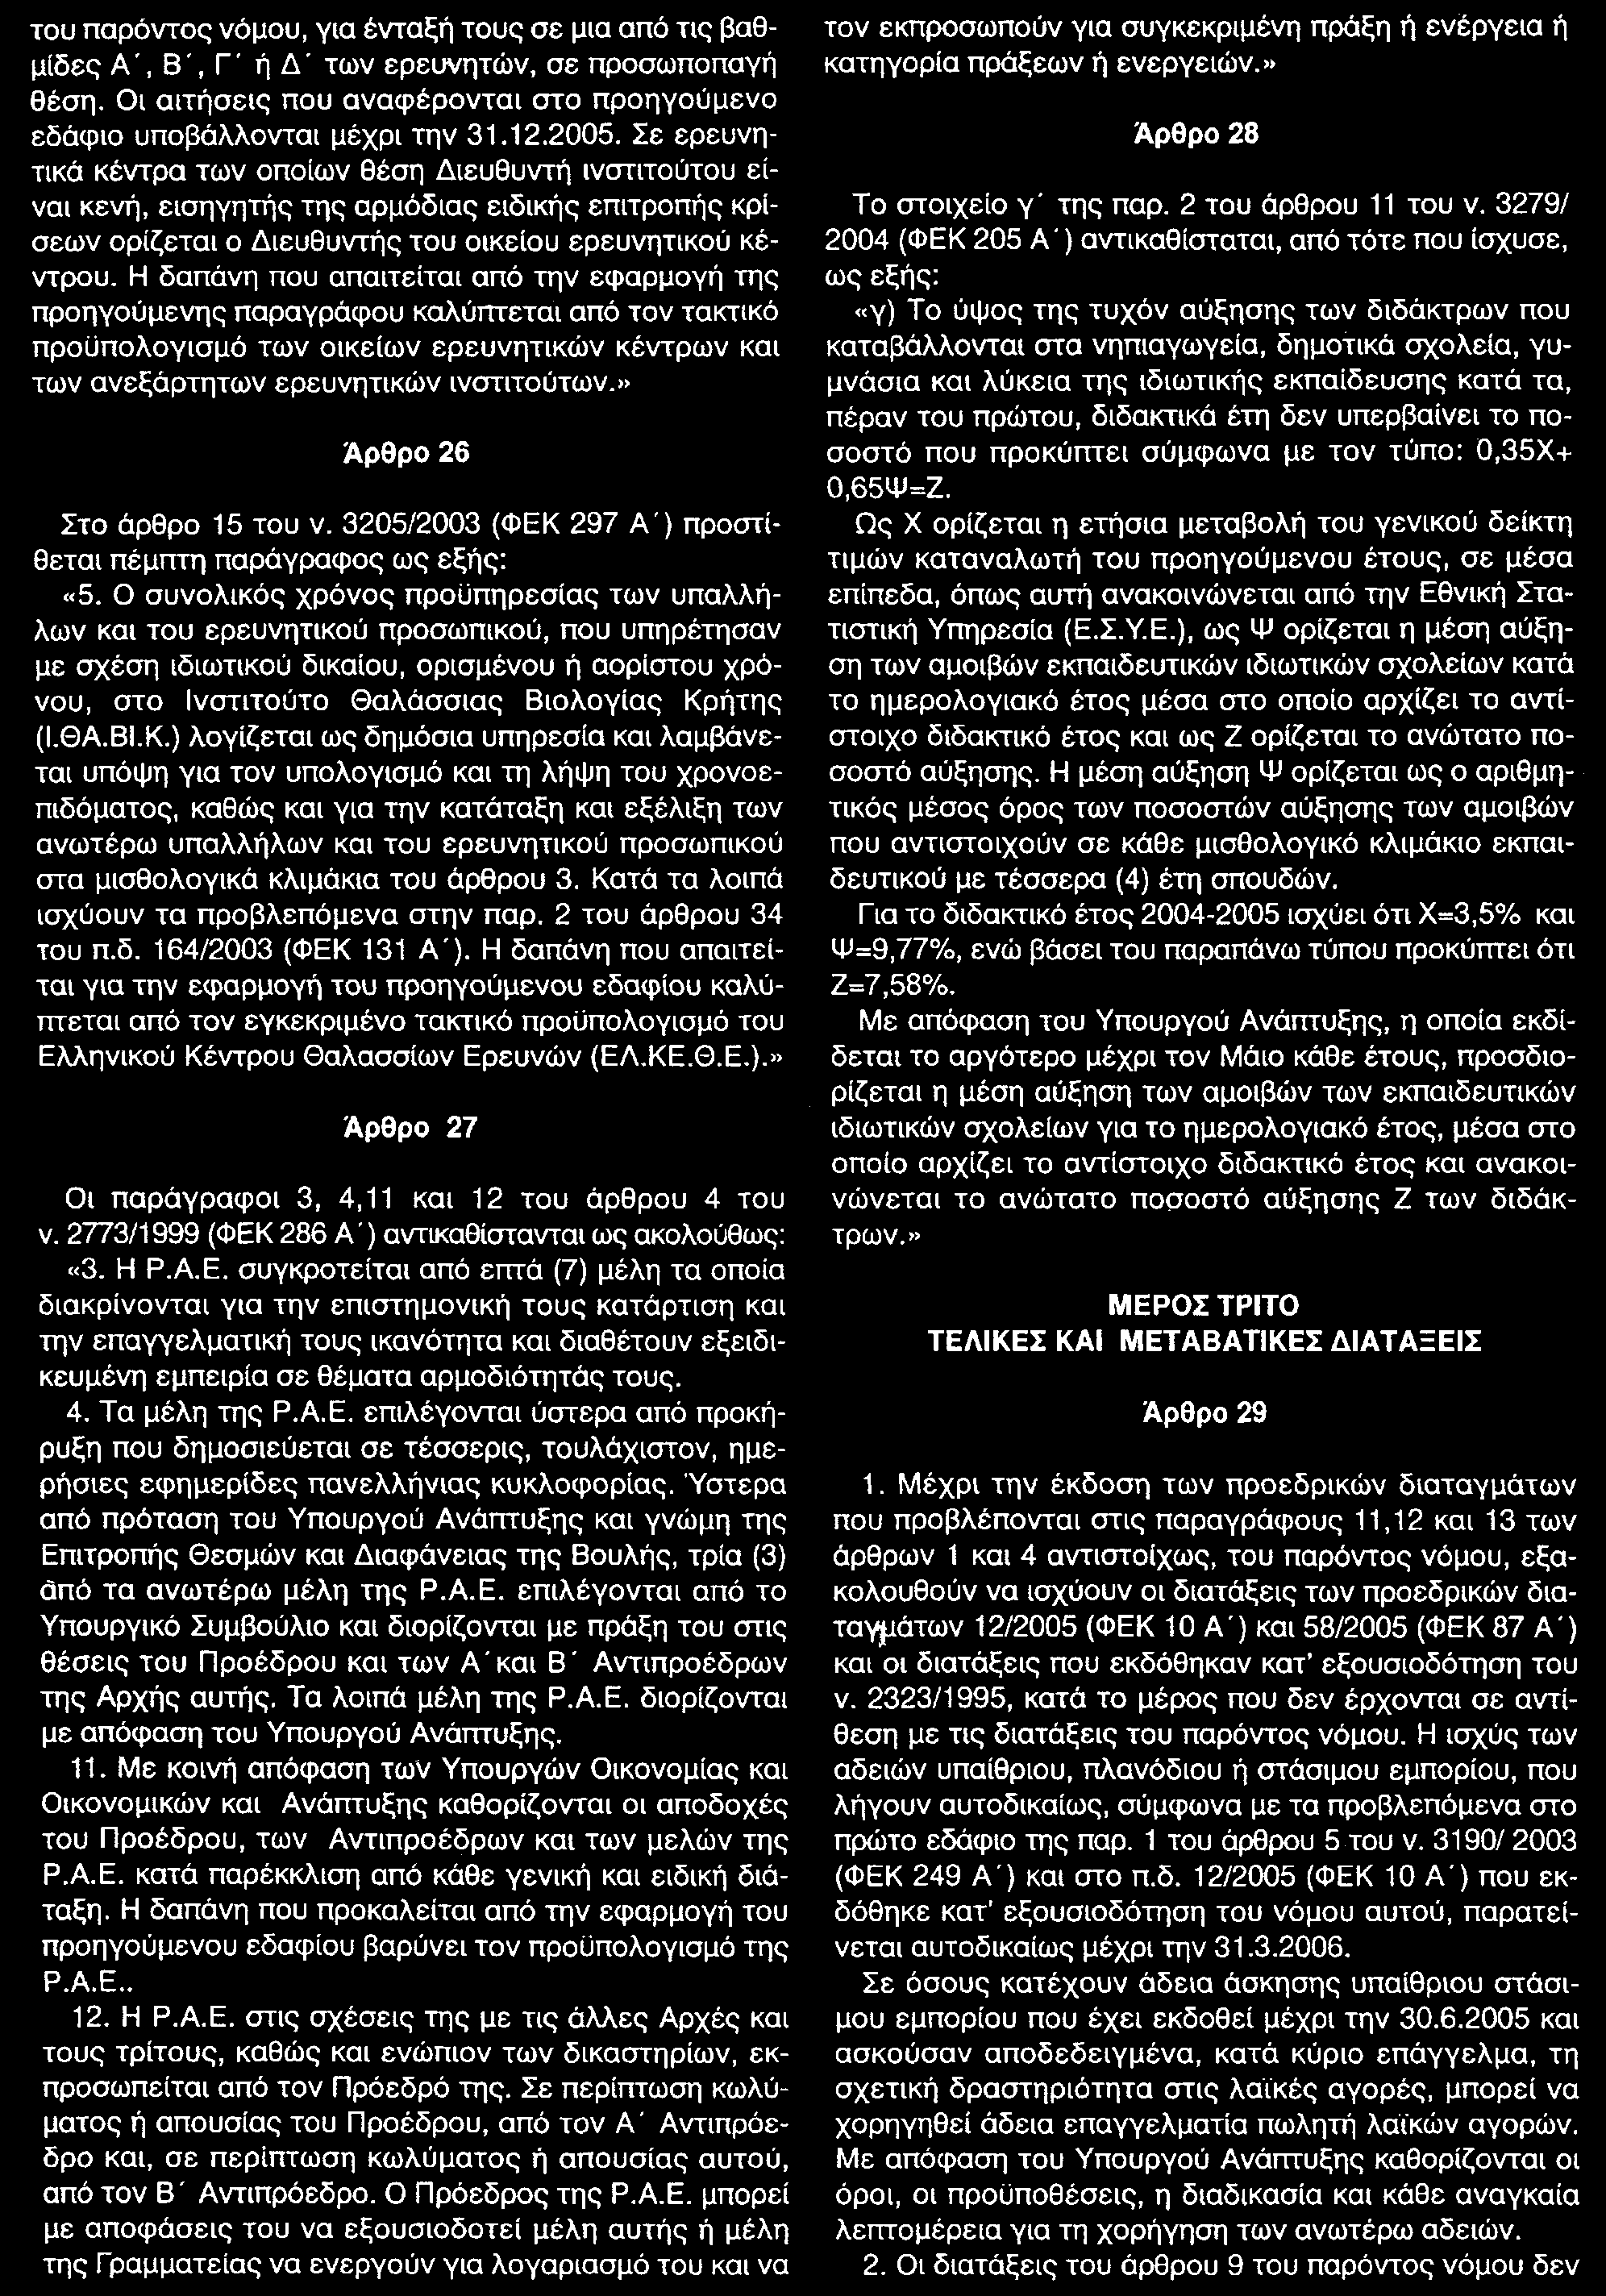 του παρόντος νόμου, για ένταξή τους σε μια από τις βαθ-
μίδες Α΄, Β΄, Γ΄ ή Δ΄ των ερευνητών, σε προσωποπαγή
θέση. Οι αιτήσεις που αναφέρονται στο προηγούμενο
εδάφιο υποβάλλονται μέχρι την 31.12.2005. Σε ερευνη-
τικά κέντρα των οποίων θέση Διευθυντή ινστιτούτου εί-
ναι κενή, εισηγητής της αρμόδιας ειδικής επιτροπής κρί-
σεων ορίζεται ο Διευθυντής του οικείου ερευνητικού κέ-
ντρου. Η δαπάνη που απαιτείται από την εφαρμογή της
προηγούμενης παραγράφου καλύπτεται από τον τακτικό
προϋπολογισμό των οικείων ερευνητικών κέντρων και
των ανεξάρτητων ερευνητικών ινστιτούτων.»
Άρθρο 26
Στο άρθρο 15 του ν. 3205/2003 (ΦΕΚ 297 Α΄) προστί-
θεται πέμπτη παράγραφος ως εξής:
«5. Ο συνολικός χρόνος προϋπηρεσίας των υπαλλή-
λων και του ερευνητικού προσωπικού, που υπηρέτησαν
με σχέση ιδιωτικού δικαίου, ορισμένου ή αορίστου χρό-
νου, στο Ινστιτούτο Θαλάσσιας Βιολογίας Κρήτης
(Ι.ΘΑ.ΒΙ.Κ.) λογίζεται ως δημόσια υπηρεσία και λαμβάνε-
ται υπόψη για τον υπολογισμό και τη λήψη του χρονοε-
πιδόματος, καθώς και για την κατάταξη και εξέλιξη των
ανωτέρω υπαλλήλων και του ερευνητικού προσωπικού
στα μισθολογικά κλιμάκια του άρθρου 3. Κατά τα λοιπά
ισχύουν τα προβλεπόμενα στην παρ. 2 του άρθρου 34
του π.δ. 164/2003 (ΦΕΚ 131 Α΄). Η δαπάνη που απαιτεί-
ται για την εφαρμογή του προηγούμενου εδαφίου καλύ-
πτεται από τον εγκεκριμένο τακτικό προϋπολογισμό του
Ελληνικού Κέντρου Θαλασσίων Ερευνών (ΕΛ.ΚΕ.Θ.Ε.).»
Άρθρο 27
Οι παράγραφοι 3, 4,11 και 12 του άρθρου 4 του
ν. 2773/1999 (ΦΕΚ 286 Α΄) αντικαθίστανται ως ακολούθως:
«3. Η Ρ.Α.Ε. συγκροτείται από επτά (7) μέλη τα οποία
διακρίνονται για την επιστημονική τους κατάρτιση και
την επαγγελματική τους ικανότητα και διαθέτουν εξειδι-
κευμένη εμπειρία σε θέματα αρμοδιότητάς τους.
4. Τα μέλη της Ρ.Α.Ε. επιλέγονται ύστερα από προκή-
ρυξη που δημοσιεύεται σε τέσσερις, τουλάχιστον, ημε-
ρήσιες εφημερίδες πανελλήνιας κυκλοφορίας. Ύστερα
από πρόταση του Υπουργού Ανάπτυξης και γνώμη της
Επιτροπής Θεσμών και Διαφάνειας της Βουλής, τρία (3)
από τα ανωτέρω μέλη της Ρ.Α.Ε. επιλέγονται από το
Υπουργικό Συμβούλιο και διορίζονται με πράξη του στις
θέσεις του Προέδρου και των Α΄και Β΄ Αντιπροέδρων
της Αρχής αυτής. Τα λοιπά μέλη της Ρ.Α.Ε. διορίζονται
με απόφαση του Υπουργού Ανάπτυξης.
11. Με κοινή απόφαση των Υπουργών Οικονομίας και
Οικονομικών και Ανάπτυξης καθορίζονται οι αποδοχές
του Προέδρου, των Αντιπροέδρων και των μελών της
Ρ.Α.Ε. κατά παρέκκλιση από κάθε γενική και ειδική διά-
ταξη. Η δαπάνη που προκαλείται από την εφαρμογή του
προηγούμενου εδαφίου βαρύνει τον προϋπολογισμό της
Ρ.Α.Ε..
12. Η Ρ.Α.Ε. στις σχέσεις της με τις άλλες Αρχές και
τους τρίτους, καθώς και ενώπιον των δικαστηρίων, εκ-
προσωπείται από τον Πρόεδρό της. Σε περίπτωση κωλύ-
ματος ή απουσίας του Προέδρου, από τον Α΄ Αντιπρόε-
δρο και, σε περίπτωση κωλύματος ή απουσίας αυτού,
από τον Β΄ Αντιπρόεδρο. Ο Πρόεδρος της Ρ.Α.Ε. μπορεί
με αποφάσεις του να εξουσιοδοτεί μέλη αυτής ή μέλη
της Γραμματείας να ενεργούν για λογαριασμό του και να
τον εκπροσωπούν για συγκεκριμένη πράξη ή ενέργεια ή
κατηγορία πράξεων ή ενεργειών.»
Άρθρο 28
Το στοιχείο γ΄ της παρ. 2 του άρθρου 11 του ν. 3279/
2004 (ΦΕΚ 205 Α΄) αντικαθίσταται, από τότε που ίσχυσε,
ως εξής:
«γ) Το ύψος της τυχόν αύξησης των διδάκτρων που
καταβάλλονται στα νηπιαγωγεία, δημοτικά σχολεία, γυ-
μνάσια και λύκεια της ιδιωτικής εκπαίδευσης κατά τα,
πέραν του πρώτου, διδακτικά έτη δεν υπερβαίνει το πο-
σοστό που προκύπτει σύμφωνα με τον τύπο: 0,35Χ+
0,65Ψ=Ζ.
Ως Χ ορίζεται η ετήσια μεταβολή του γενικού δείκτη
τιμών καταναλωτή του προηγούμενου έτους, σε μέσα
επίπεδα, όπως αυτή ανακοινώνεται από την Εθνική Στα-
τιστική Υπηρεσία (Ε.Σ.Υ.Ε.), ως Ψ ορίζεται η μέση αύξη-
ση των αμοιβών εκπαιδευτικών ιδιωτικών σχολείων κατά
το ημερολογιακό έτος μέσα στο οποίο αρχίζει το αντί-
στοιχο διδακτικό έτος και ως Ζ ορίζεται το ανώτατο πο-
σοστό αύξησης. Η μέση αύξηση Ψ ορίζεται ως ο αριθμη-
τικός μέσος όρος των ποσοστών αύξησης των αμοιβών
που αντιστοιχούν σε κάθε μισθολογικό κλιμάκιο εκπαι-
δευτικού με τέσσερα (4) έτη σπουδών.
Για το διδακτικό έτος 2004-2005 ισχύει ότι Χ=3,5% και
Ψ=9,77%, ενώ βάσει του παραπάνω τύπου προκύπτει ότι
Ζ=7,58%.
Με απόφαση του Υπουργού Ανάπτυξης, η οποία εκδί-
δεται το αργότερο μέχρι τον Μάιο κάθε έτους, προσδιο-
ρίζεται η μέση αύξηση των αμοιβών των εκπαιδευτικών
ιδιωτικών σχολείων για το ημερολογιακό έτος, μέσα στο
οποίο αρχίζει το αντίστοιχο διδακτικό έτος και ανακοι-
νώνεται το ανώτατο ποσοστό αύξησης Ζ των διδάκ-
τρων.»
ΜΕΡΟΣ ΤΡΙΤΟ
ΤΕΛΙΚΕΣ ΚΑΙ ΜΕΤΑΒΑΤΙΚΕΣ ΔΙΑΤΑΞΕΙΣ
Άρθρο 29
1. Μέχρι την έκδοση των προεδρικών διαταγμάτων
που προβλέπονται στις παραγράφους 11,12 και 13 των
άρθρων 1 και 4 αντιστοίχως, του παρόντος νόμου, εξα-
κολουθούν να ισχύουν οι διατάξεις των προεδρικών δια-
ταγμάτων 12/2005 (ΦΕΚ 10 Α΄) και 58/2005 (ΦΕΚ 87 Α΄)
και οι διατάξεις που εκδόθηκαν κατ' εξουσιοδότηση του
ν. 2323/1995, κατά το μέρος που δεν έρχονται σε αντί-
θεση με τις διατάξεις του παρόντος νόμου. Η ισχύς των
αδειών υπαίθριου, πλανόδιου ή στάσιμου εμπορίου, που
λήγουν αυτοδικαίως, σύμφωνα με τα προβλεπόμενα στο
πρώτο εδάφιο της παρ. 1 του άρθρου 5 του ν. 3190/ 2003
(ΦΕΚ 249 Α΄) και στο π.δ. 12/2005 (ΦΕΚ 10 Α΄) που εκ-
δόθηκε κατ' εξουσιοδότηση του νόμου αυτού, παρατεί-
νεται αυτοδικαίως μέχρι την 31.3.2006.
Σε όσους κατέχουν άδεια άσκησης υπαίθριου στάσι-
μου εμπορίου που έχει εκδοθεί μέχρι την 30.6.2005 και
ασκούσαν αποδεδειγμένα, κατά κύριο επάγγελμα, τη
σχετική δραστηριότητα στις λαϊκές αγορές, μπορεί να
χορηγηθεί άδεια επαγγελματία πωλητή λαϊκών αγορών.
Με απόφαση του Υπουργού Ανάπτυξης καθορίζονται οι
όροι, οι προϋποθέσεις, η διαδικασία και κάθε αναγκαία
λεπτομέρεια για τη χορήγηση των ανωτέρω αδειών.
2. Οι διατάξεις του άρθρου 9 του παρόντος νόμου δεν